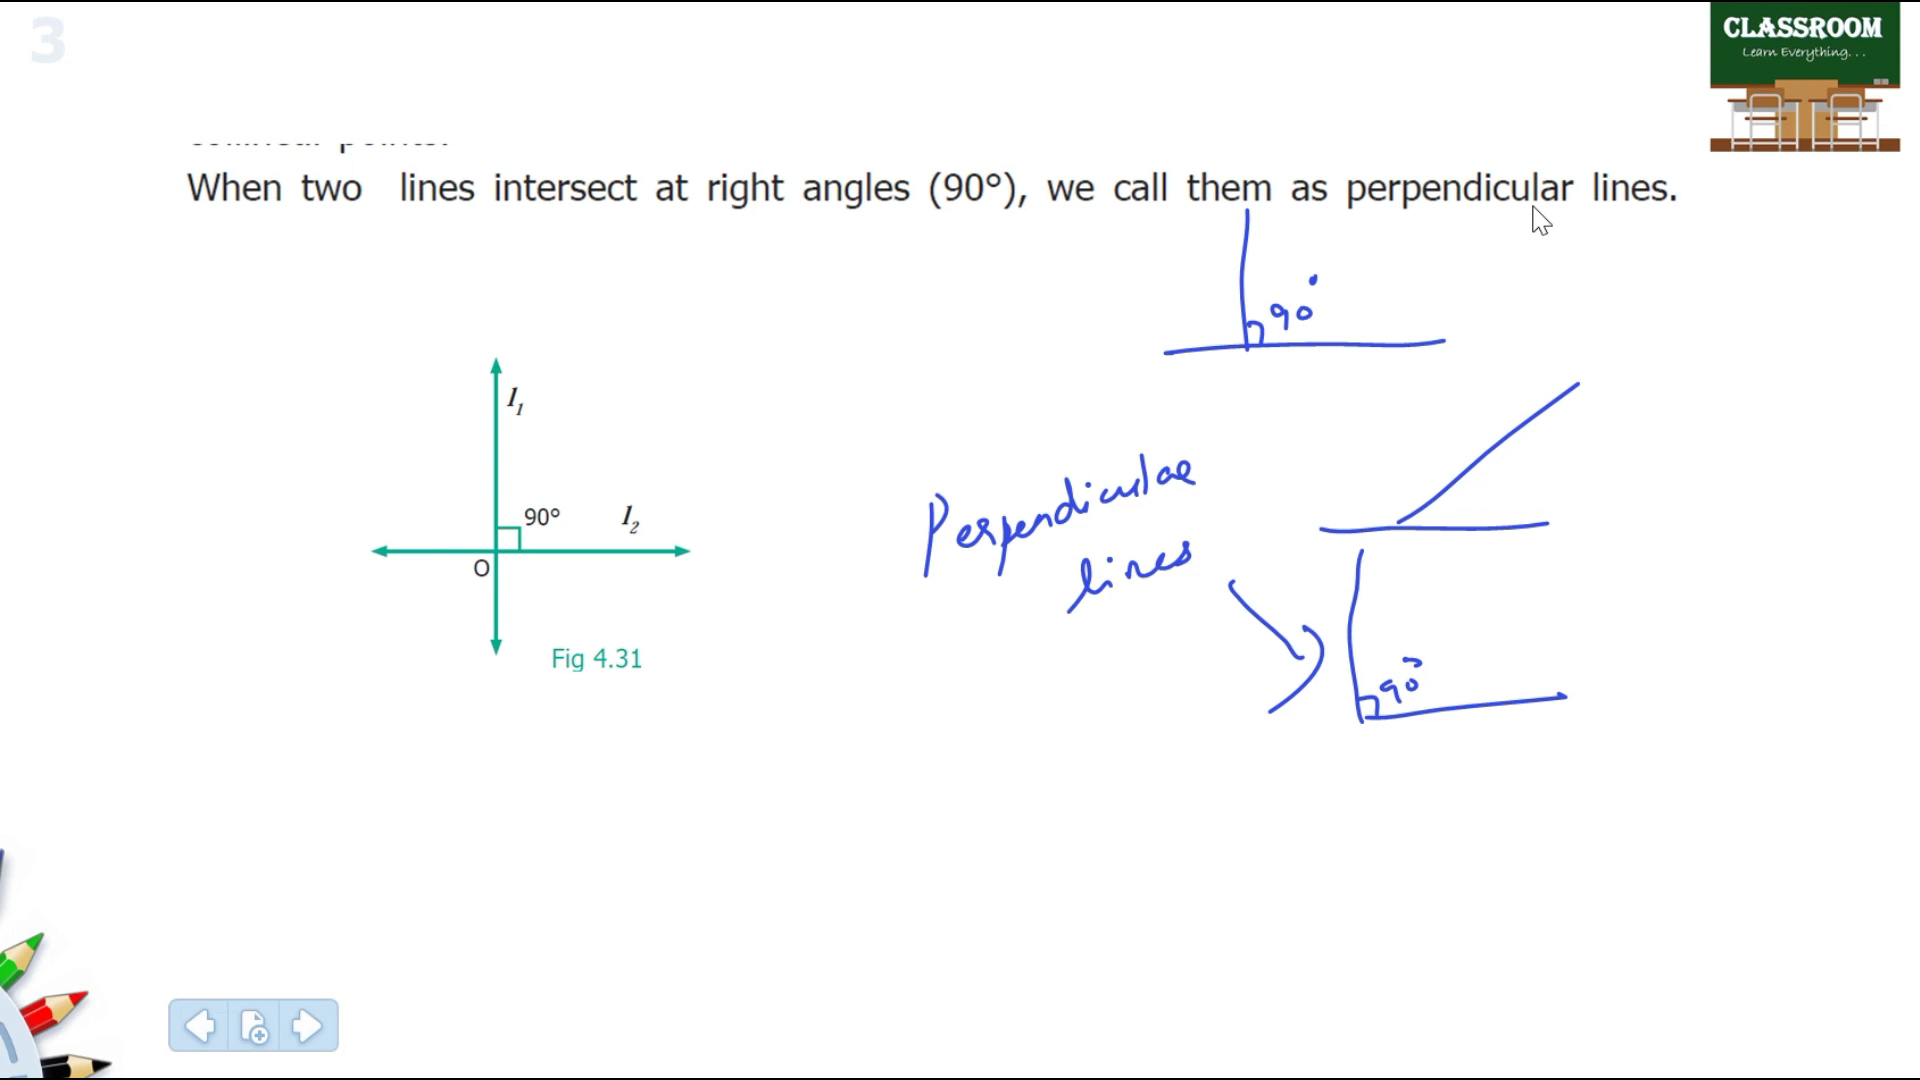 3
CLASSROOM
Learn Everything. . .
When two lines intersect at right angles (90°), we call them as perpendicular lines.
90°
l1
90°
l2
O
Fig 4.31
Perpendicular
lines
90°